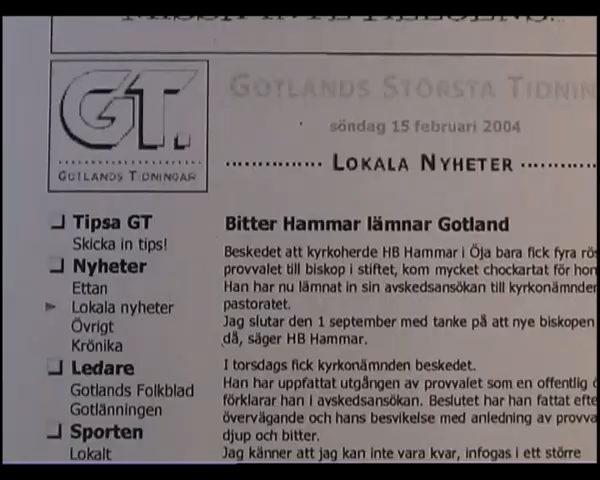 GOTLANDS STÖRSTA TIDNIN
söndag 15 februari 2004
LOKALA NYHETER
GT.
GOTLANDS TIDNINGAR
Tipsa GT
Skicka in tips!
Nyheter
Ettan
Lokala nyheter
Övrigt
Krönika
Ledare
Gotlands Folkblad
Gotlänningen
Sporten
Lokalt
Bitter Hammar lämnar Gotland
Beskedet att kyrkoherde HB Hammar i Öja bara fick fyra rös
provvalet till biskop i stiftet, kom mycket chockartat för hon
Han har nu lämnat in sin avskedsansökan till kyrkonämnden
pastoratet.
Jag slutar den 1 september med tanke på att nye biskopen
då, säger HB Hammar.
I torsdags fick kyrkonämnden beskedet.
Han har uppfattat utgången av provvalet som en offentlig
förklarar han i avskedsansökan. Beslutet har han fattat efte
övervägande och hans besvikelse med anledning av provva
djup och bitter.
Jag känner att jag kan inte vara kvar, infogas i ett större